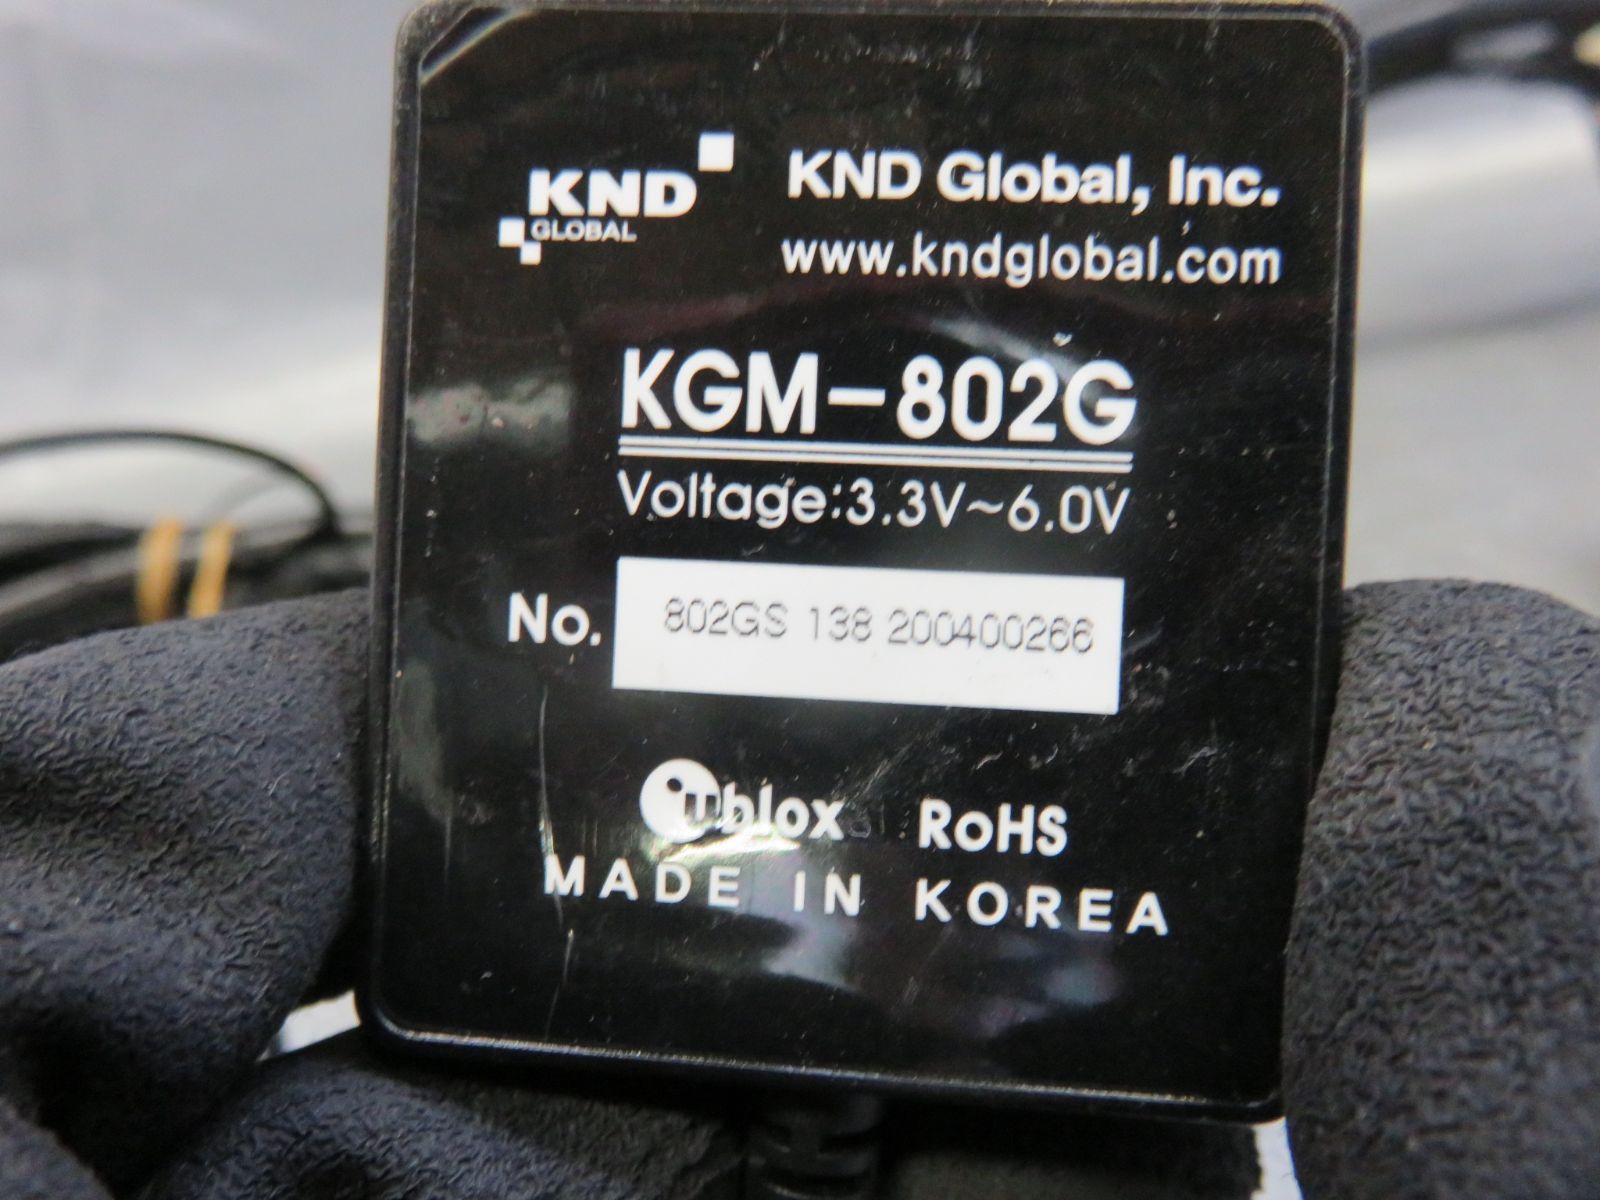 KND
GLOBAL
KND Global, Inc.
www.kndglobal.com
KGM-802G
Voltage:3.3V~6.0V
No. 802GS 138 200400266
ublox RoHS
MADE IN KOREA